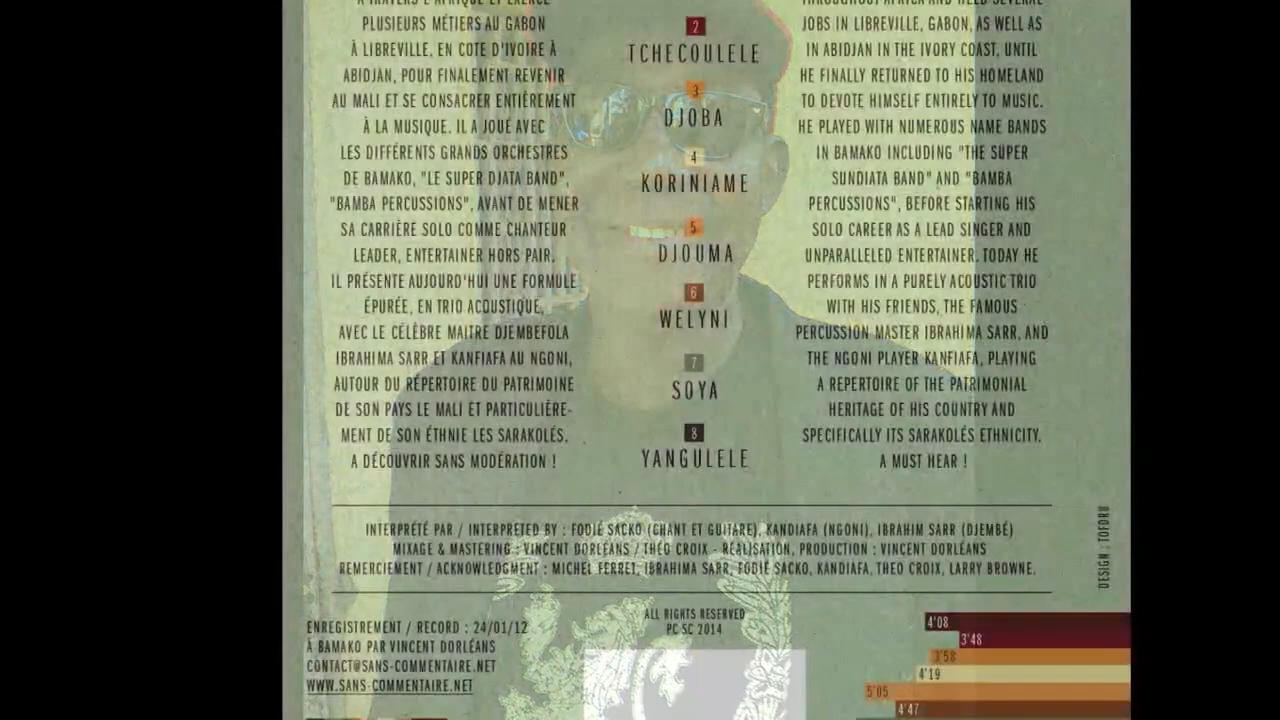 À TRAVERS L'AFRIQUE ET EXERCÉ
PLUSIEURS MÉTIERS AU GABON
À LIBREVILLE, EN COTE D'IVOIRE À
ABIDJAN, POUR FINALEMENT REVENIR
AU MALI ET SE CONSACRER ENTIÈREMENT
À LA MUSIQUE. IL A JOUÉ AVEC
LES DIFFÉRENTS GRANDS ORCHESTRES
DE BAMAKO, "LE SUPER DJATA BAND",
"BAMBA PERCUSSIONS", AVANT DE MENER
SA CARRIÈRE SOLO COMME CHANTEUR
LEADER, ENTERTAINER HORS PAIR.
IL PRÉSENTE AUJOURD'HUI UNE FORMULE
ÉPURÉE, EN TRIO ACOUSTIQUE,
AVEC LE CÉLÈBRE MAITRE DJEMBEFOLA
IBRAHIMA SARR ET KANFIAFA AU NGONI,
AUTOUR DU RÉPERTOIRE DU PATRIMOINE
DE SON PAYS LE MALI ET PARTICULIÈRE-
MENT DE SON ÉTHNIE LES SARAKOLÉS.
A DÉCOUVRIR SANS MODÉRATION !
2
TCHECOULELE
3
DJOBA
4
KORINIAME
5
DJOUMA
6
WELYNI
7
SOYA
8
YANGULELE
THROUGHOUT AFRICA AND HELD SEVERAL
JOBS IN LIBREVILLE, GABON, AS WELL AS
IN ABIDJAN IN THE IVORY COAST, UNTIL
HE FINALLY RETURNED TO HIS HOMELAND
TO DEVOTE HIMSELF ENTIRELY TO MUSIC.
HE PLAYED WITH NUMEROUS NAME BANDS
IN BAMAKO INCLUDING "THE SUPER
SUNDIATA BAND" AND "BAMBA
PERCUSSIONS", BEFORE STARTING HIS
SOLO CAREER AS A LEAD SINGER AND
UNPARALLELED ENTERTAINER. TODAY HE
PERFORMS IN A PURELY ACOUSTIC TRIO
WITH HIS FRIENDS, THE FAMOUS
PERCUSSION MASTER IBRAHIMA SARR, AND
THE NGONI PLAYER KANFIAFA, PLAYING
A REPERTOIRE OF THE PATRIMONIAL
HERITAGE OF HIS COUNTRY AND
SPECIFICALLY ITS SARAKOLÉS ETHNICITY.
A MUST HEAR !
INTERPRÉTÉ PAR / INTERPRETED BY : FODIÉ SACKO (CHANT ET GUITARE), KANDIAFA (NGONI), IBRAHIM SARR (DJEMBÉ)
MIXAGE & MASTERING : VINCENT DORLÉANS / THÉO CROIX - RÉALISATION, PRODUCTION : VINCENT DORLÉANS
REMERCIEMENT / ACKNOWLEDGMENT : MICHEL FERRET, IBRAHIMA SARR, FODIÉ SACKO, KANDIAFA, THEO CROIX, LARRY BROWNE.
DESIGN : TOFORU
ENREGISTREMENT / RECORD : 24/01/12
À BAMAKO PAR VINCENT DORLÉANS
CONTACT@SANS-COMMENTAIRE.NET
WWW.SANS-COMMENTAIRE.NET
ALL RIGHTS RESERVED
PC SC 2014
4'08
3'48
3'58
4'19
5'05
4'47